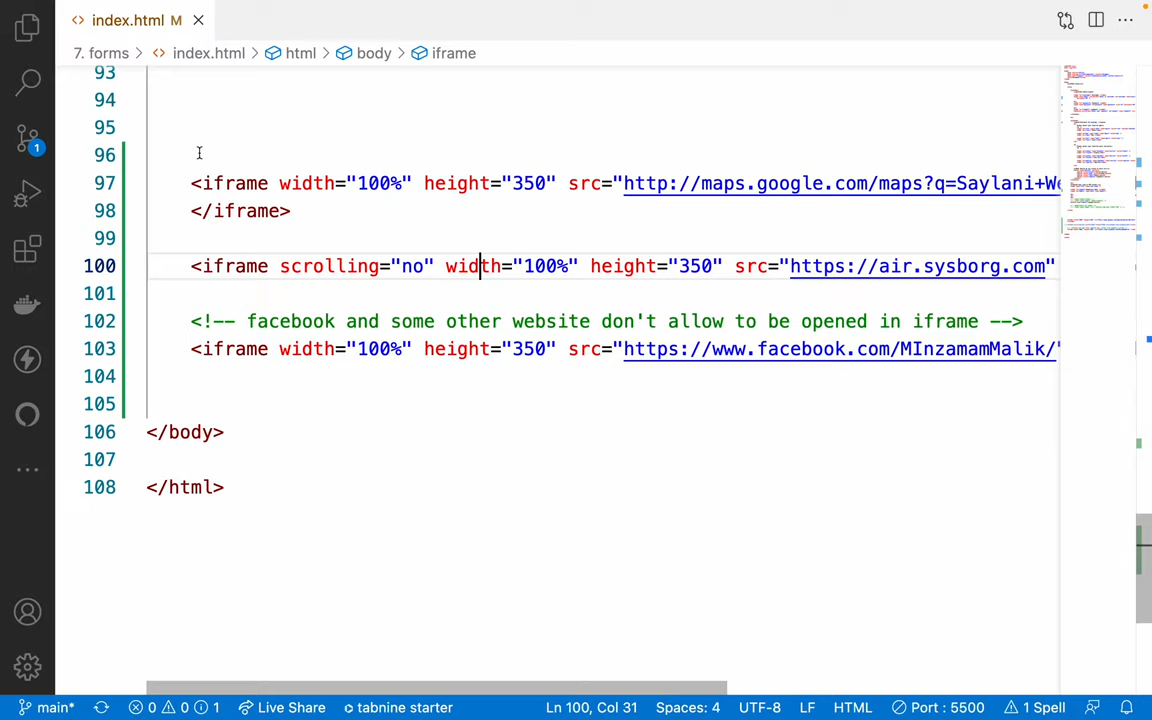 index.html M
7. forms > index.html > html > body > iframe
93
94
95
96
97 <iframe width="100%" height="350" src="http://maps.google.com/maps?q=Saylani+We
98 </iframe>
99
100 <iframe scrolling="no" width="100%" height="350" src="https://air.sysborg.com"
101
102 <!-- facebook and some other website don't allow to be opened in iframe -->
103 <iframe width="100%" height="350" src="https://www.facebook.com/MInzamamMalik/"
104
105
106 </body>
107
108 </html>
1
main* 0 0 1 Live Share tabnine starter Ln 100, Col 31 Spaces: 4 UTF-8 LF HTML Port : 5500 1 Spell